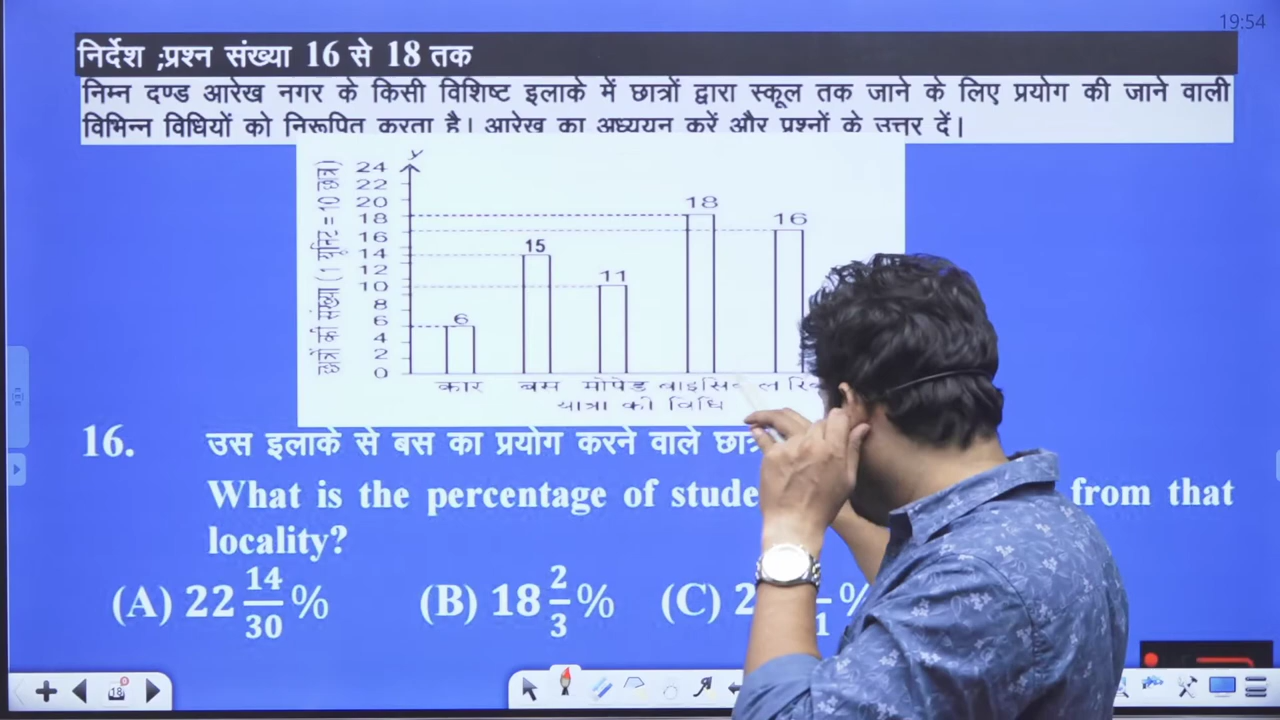 19:54
निर्देश ;प्रश्न संख्या 16 से 18 तक
निम्न दण्ड आरेख नगर के किसी विशिष्ट इलाके में छात्रों द्वारा स्कूल तक जाने के लिए प्रयोग की जाने वाली
विभिन्न विधियों को निरूपित करता है। आरेख का अध्ययन करें और प्रश्नों के उत्तर दें।
y
छात्रों की संख्या (1 यूनिट = 10 छात्र)
24
22
20
18
16
14
12
10
8
6
4
2
0
6
15
11
18
16
कार बस मोपेड
यात्रा की विधि
16. उस इलाके से बस का प्रयोग करने वाले
What is the percentage of from that
locality?
(A) 22 14/30 % (B) 18 2/3 % (C)
18